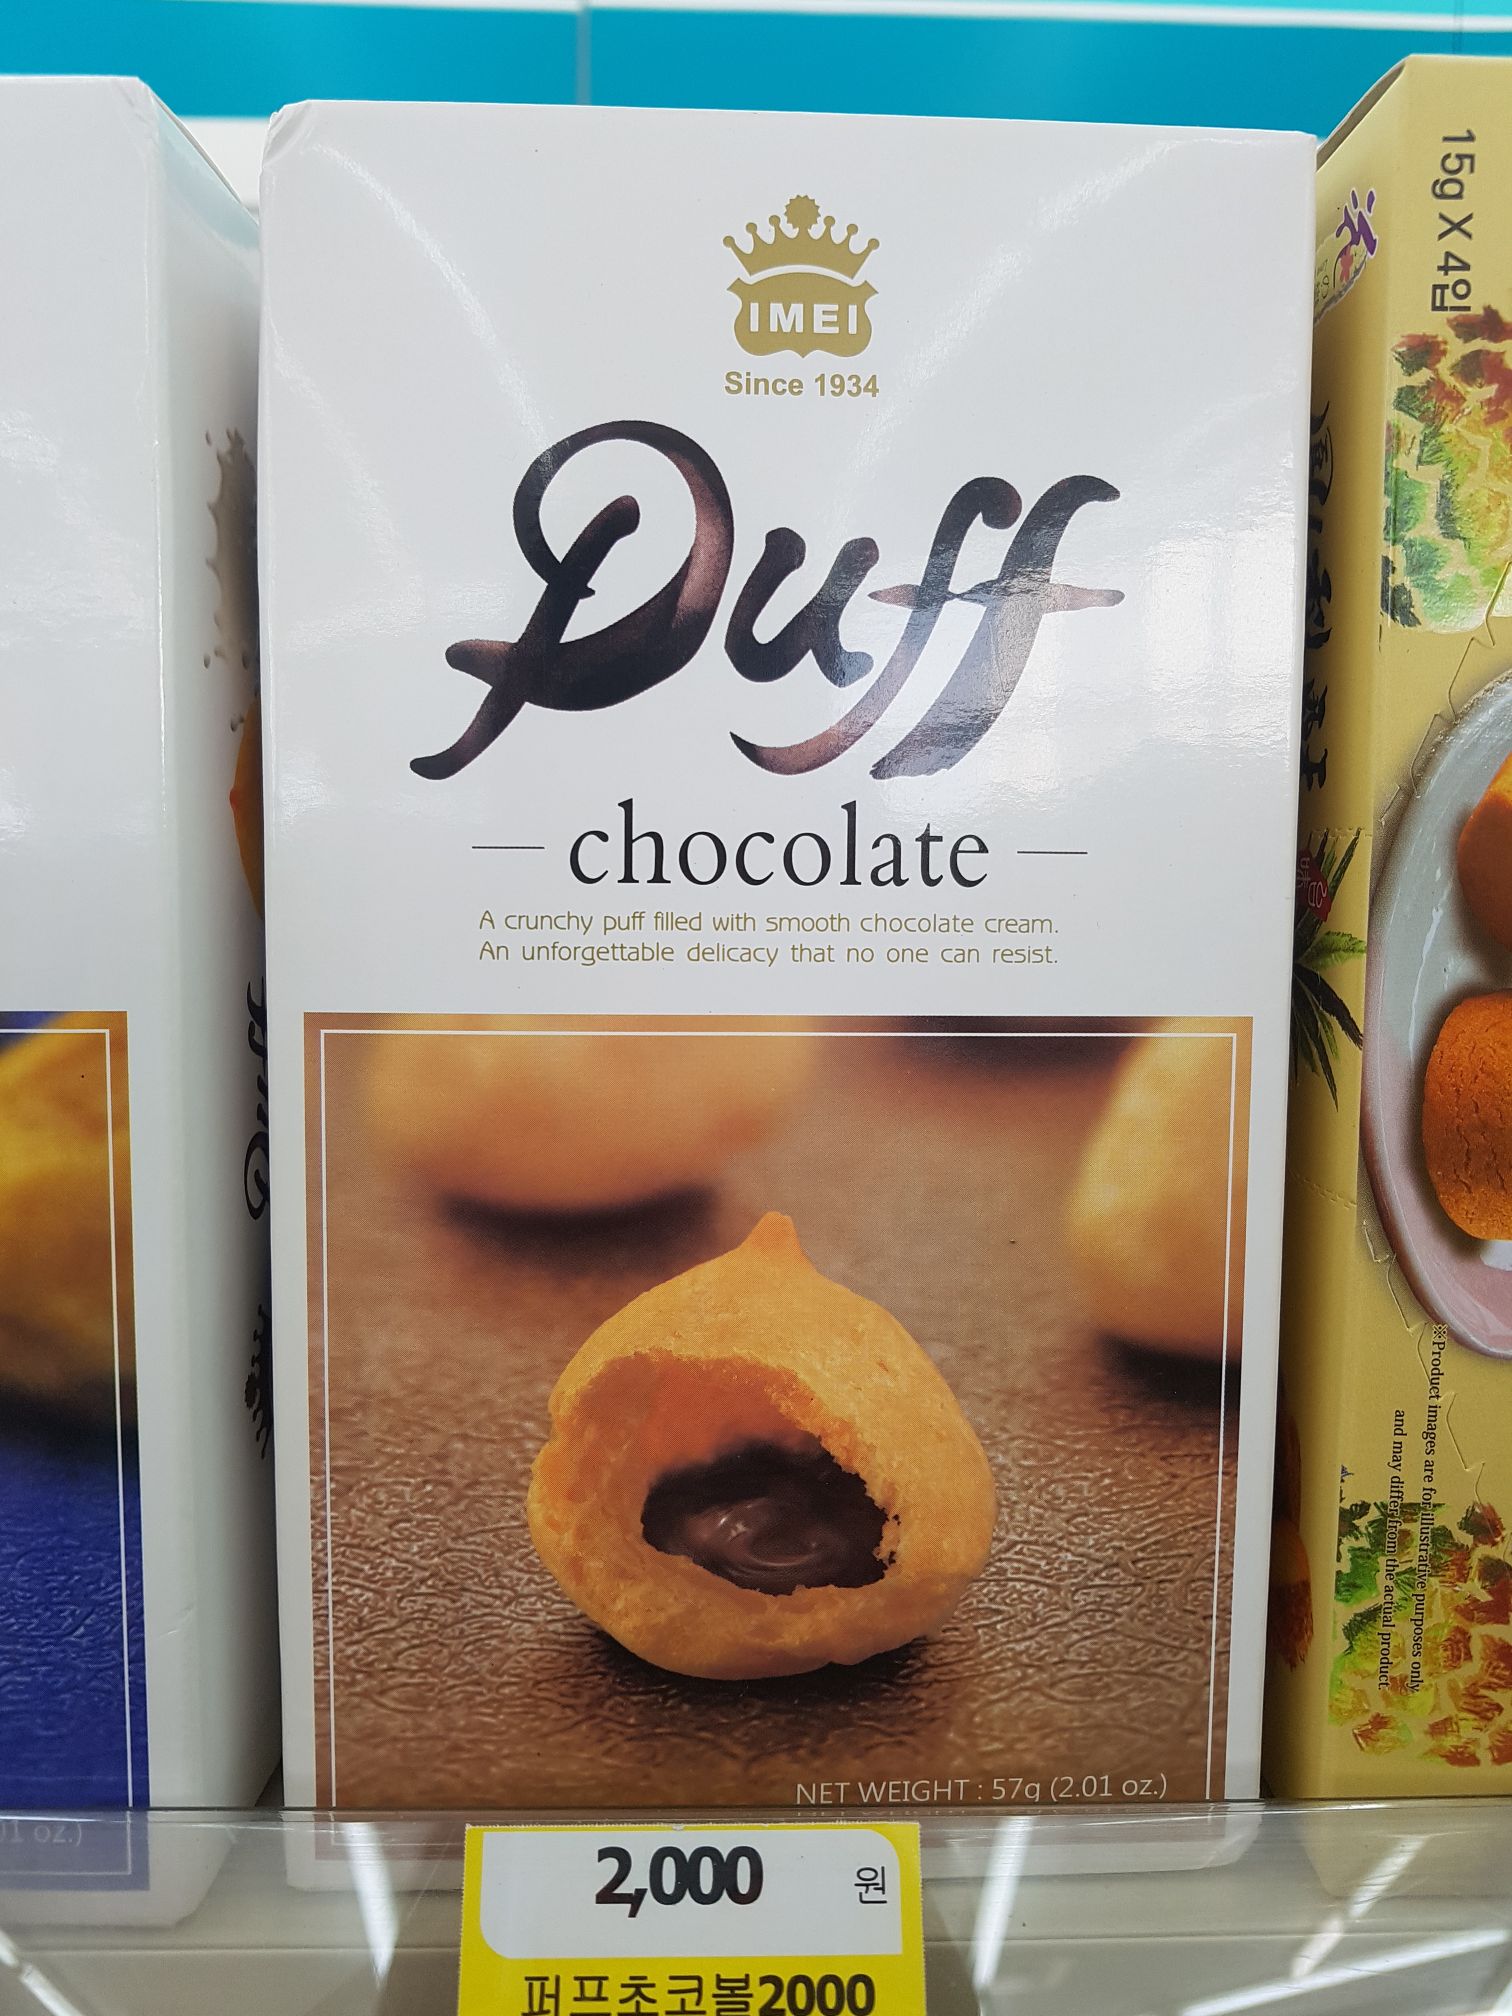 IMEI
Since 1934
Puff
chocolate
A crunchy puff filled with smooth chocolate cream.
An unforgettable delicacy that no one can resist.
NET WEIGHT : 57g (2.01 oz.)
2,000 원
퍼프초코볼2000
oz.)
Puff
15g X 4입
※Product images are for illustrative purposes only
and may differ from the actual product.